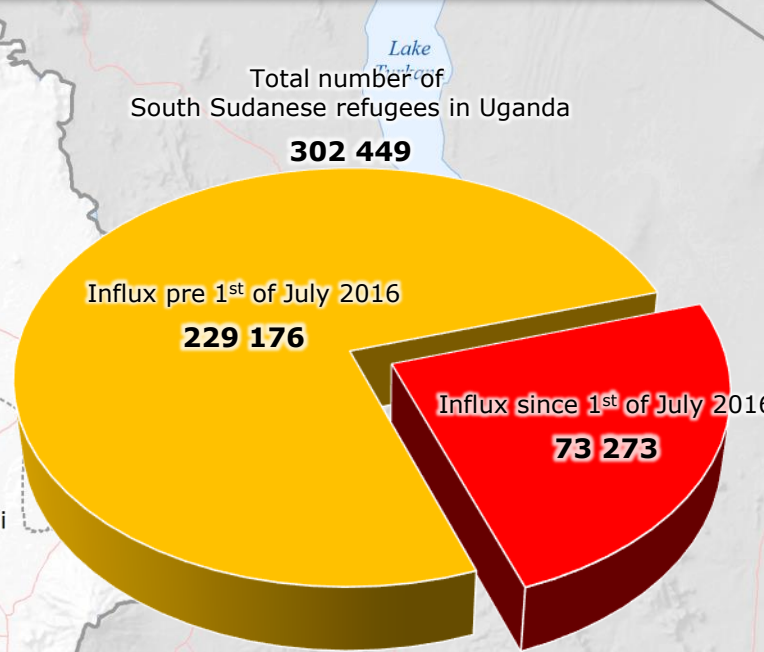 Lake
Turkana
Total number of
South Sudanese refugees in Uganda
302 449
Influx pre 1st of July 2016
229 176
Influx since 1st of July 2016
73 273
i